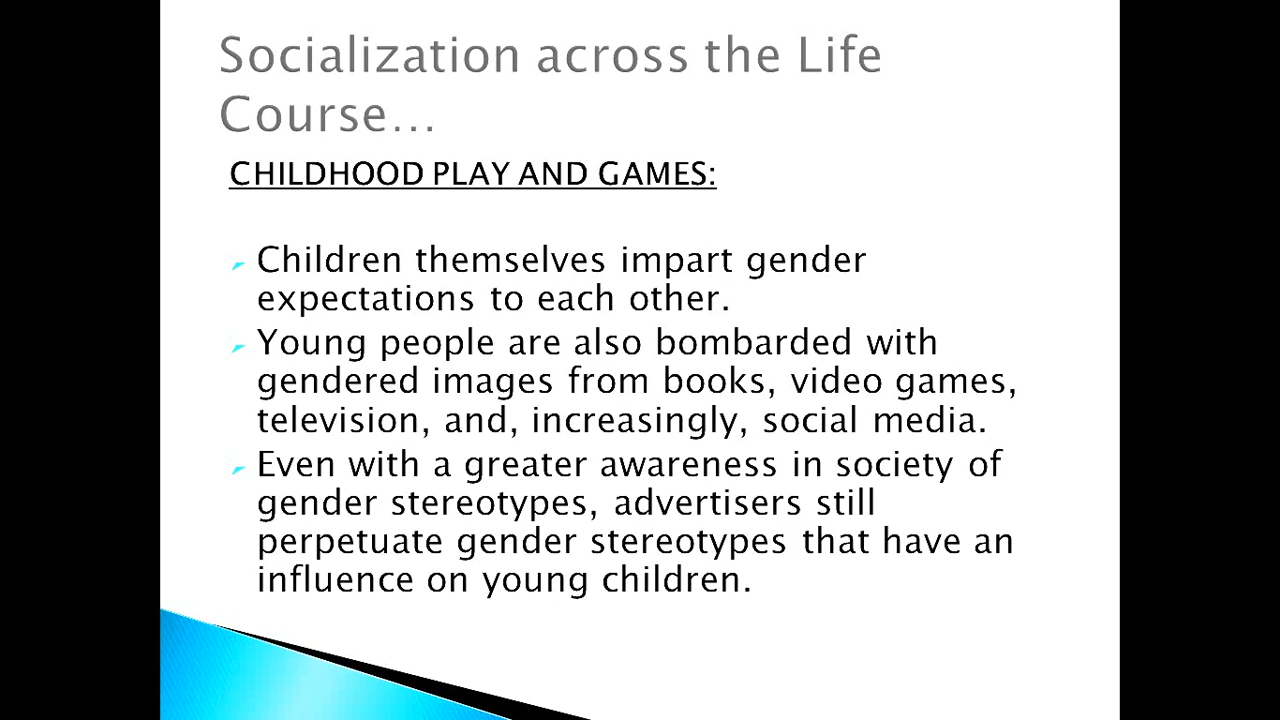 Socialization across the Life
Course…
CHILDHOOD PLAY AND GAMES:
Children themselves impart gender
expectations to each other.
Young people are also bombarded with
gendered images from books, video games,
television, and, increasingly, social media.
Even with a greater awareness in society of
gender stereotypes, advertisers still
perpetuate gender stereotypes that have an
influence on young children.